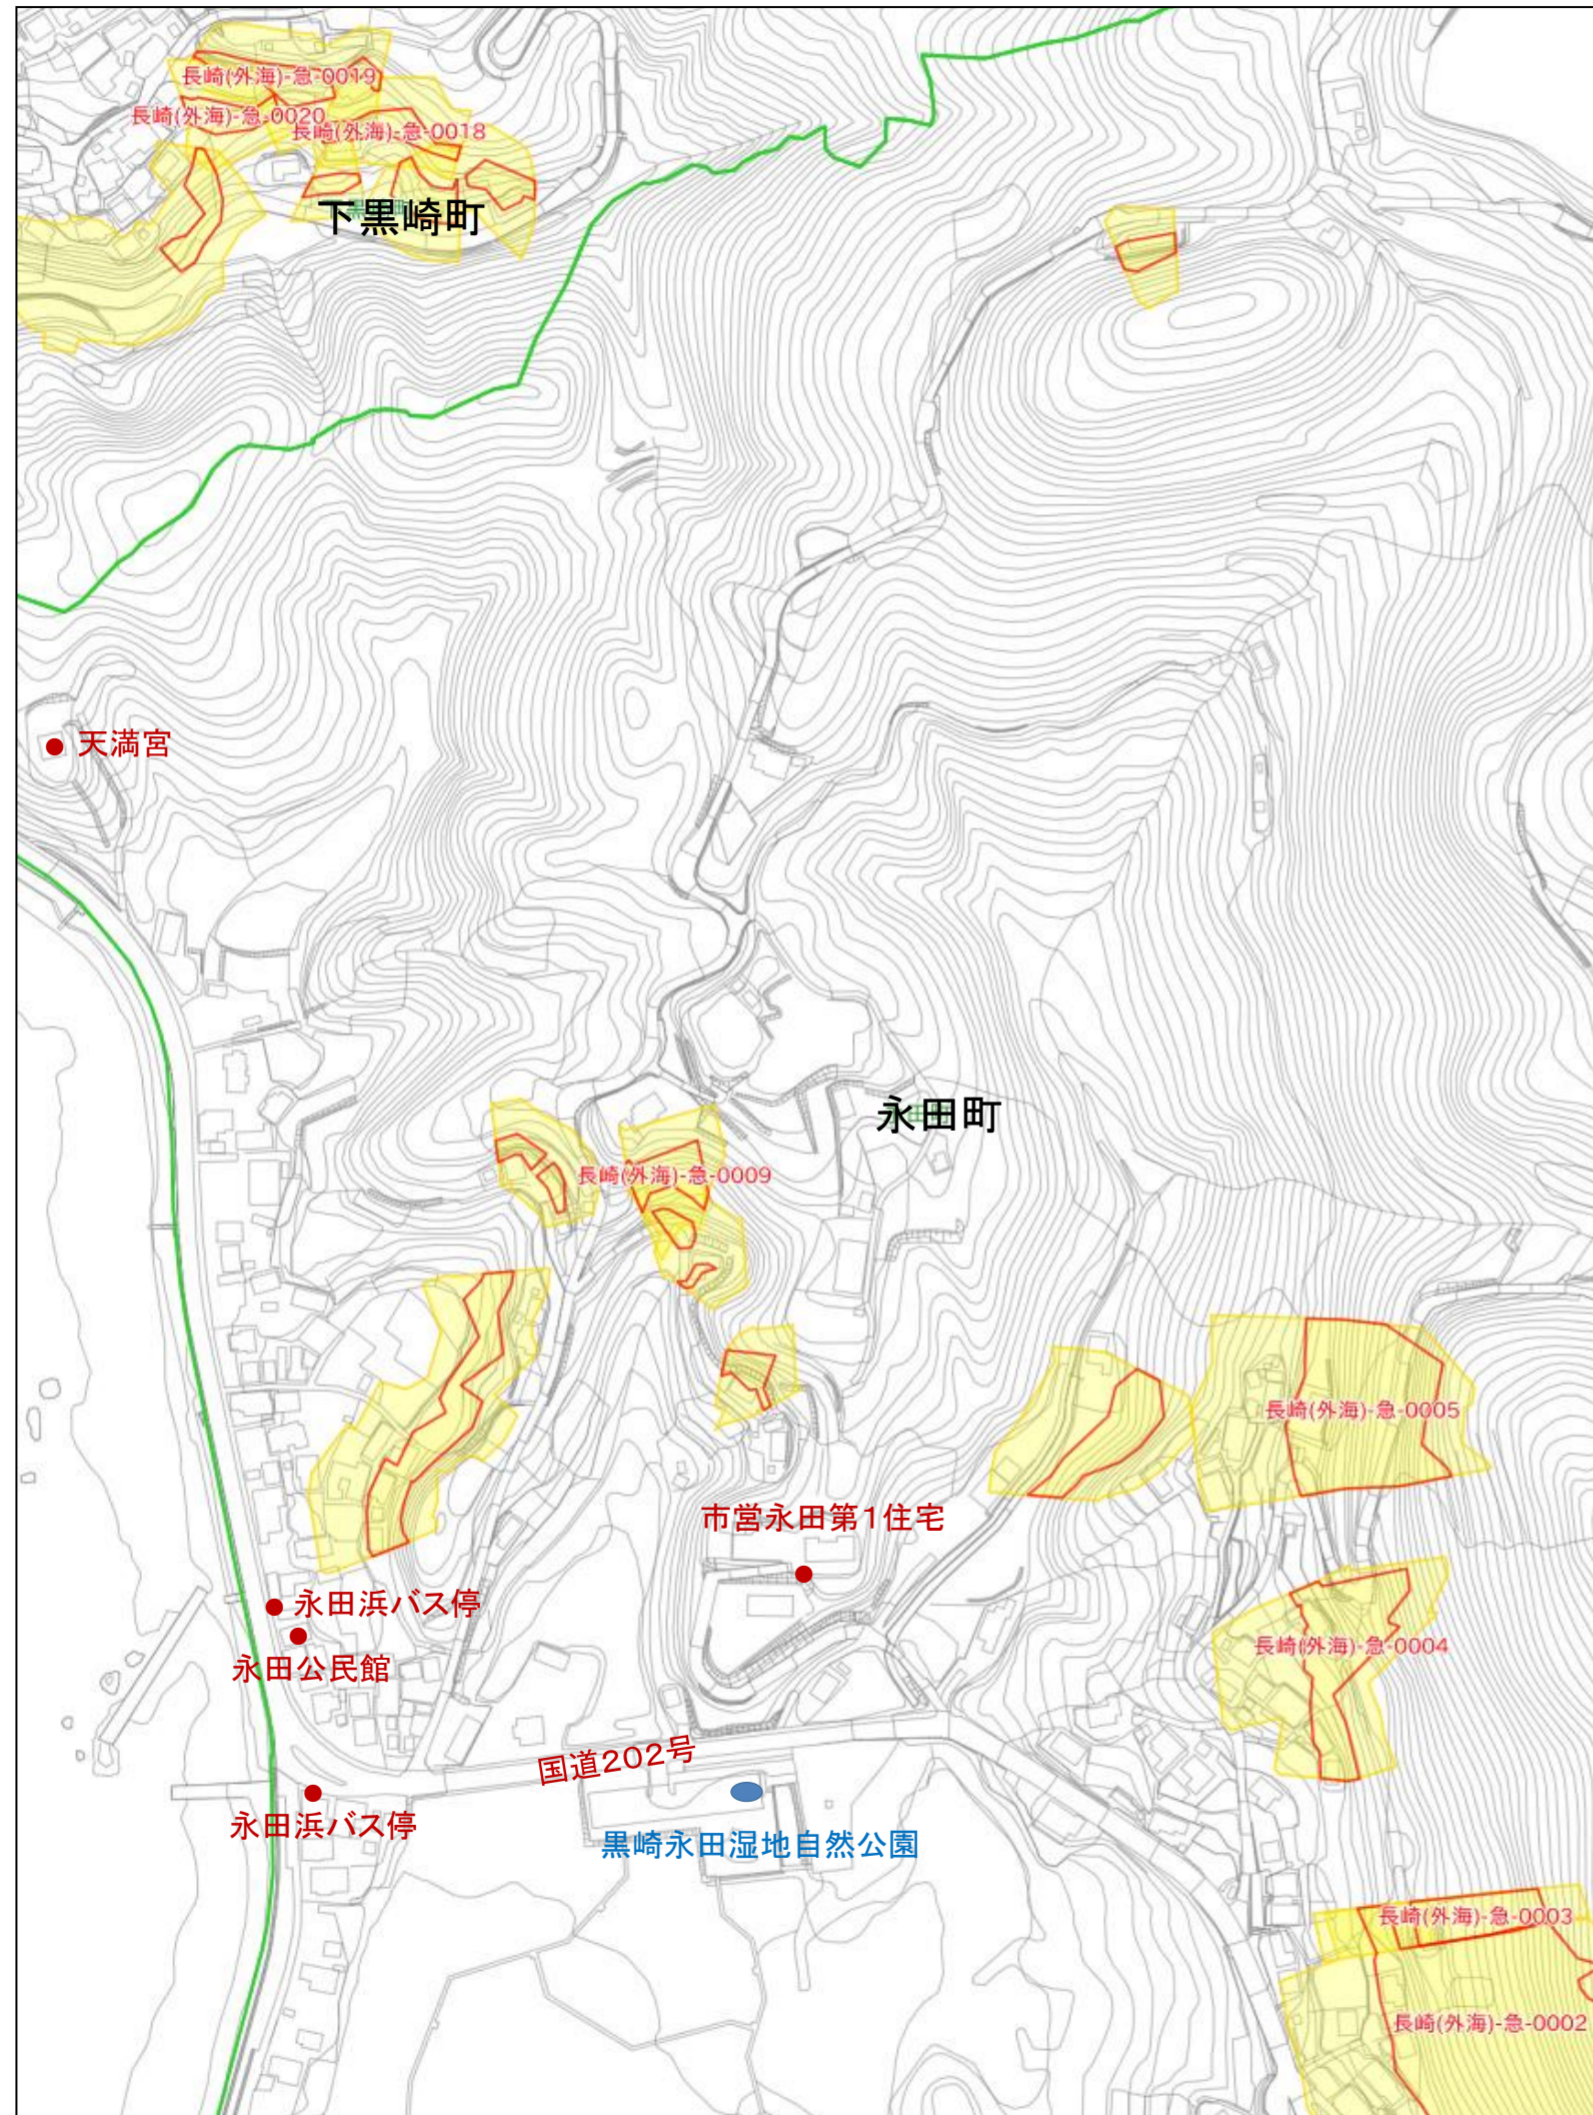 長崎(外海)-急-0019
長崎(外海)-急-0020
長崎(外海)-急-0018
下黒崎町
天満宮
永田町
長崎(外海)-急-0009
長崎(外海)-急-0005
市営永田第1住宅
永田浜バス停
永田公民館
長崎(外海)-急-0004
国道202号
永田浜バス停
黒崎永田湿地自然公園
長崎(外海)-急-0003
長崎(外海)-急-0002